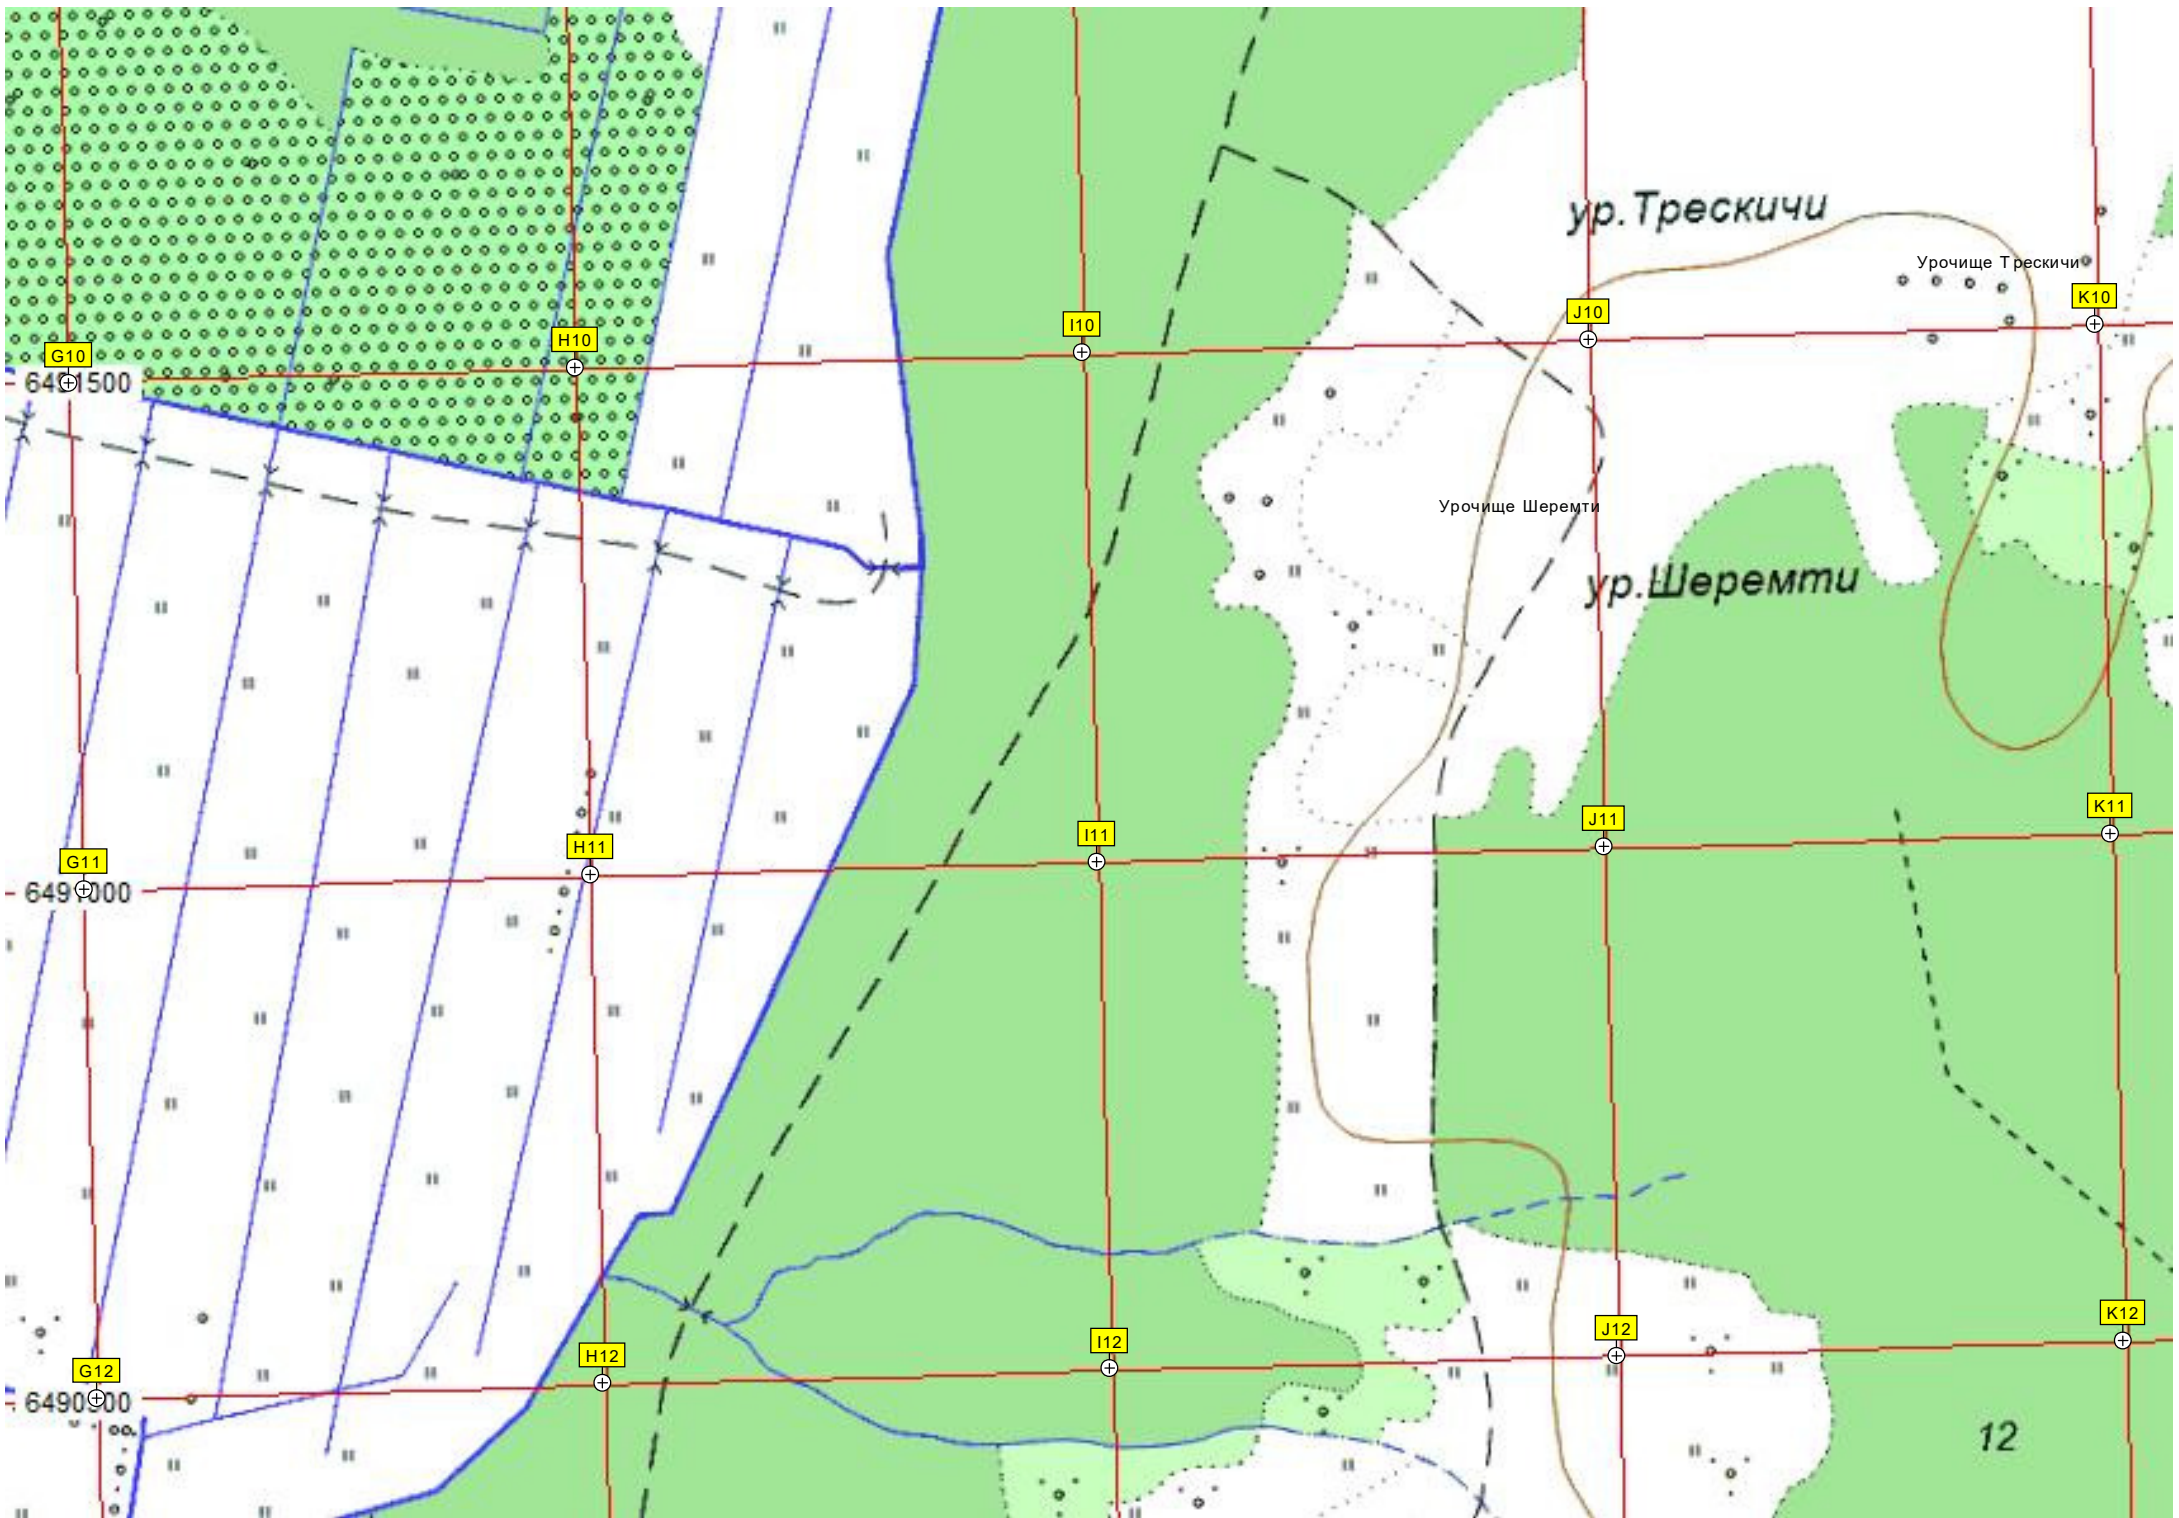 ур.Трескичи
Урочище Трескичи
K10
J10
I10
H10
G10
6491500
Урочище Шеремти
ур.Шеремти
K11
J11
I11
H11
G11
K12
J12
I12
H12
G12
12